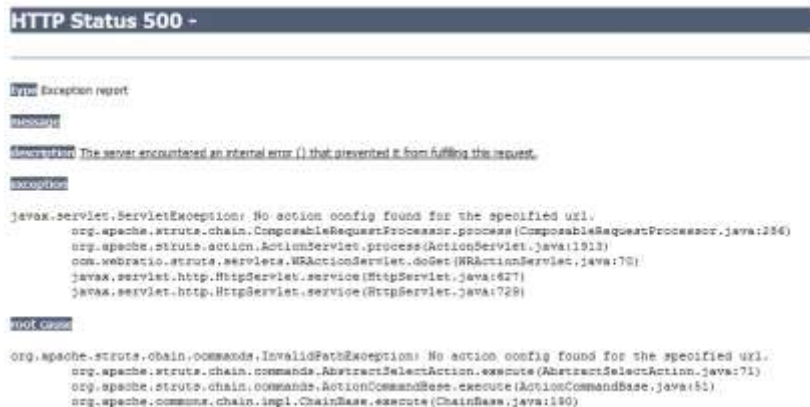 HTTP Status 500 -
type Exception report
message
description The server encountered an internal error () that prevented it from fulfilling this request.
exception
javax.servlet.ServletException: No action config found for the specified url.
org.apache.struts.chain.ComposableRequestProcessor.process(ComposableRequestProcessor.java:286)
org.apache.struts.action.ActionServlet.process(ActionServlet.java:1913)
com.webratio.struts.servlets.WRActionServlet.doGet(WRActionServlet.java:70)
javax.servlet.http.HttpServlet.service(HttpServlet.java:627)
javax.servlet.http.HttpServlet.service(HttpServlet.java:729)
root cause
org.apache.struts.chain.commands.InvalidPathException: No action config found for the specified url.
org.apache.struts.chain.commands.AbstractSelectAction.execute(AbstractSelectAction.java:71)
org.apache.struts.chain.commands.ActionCommandBase.execute(ActionCommandBase.java:51)
org.apache.commons.chain.impl.ChainBase.execute(ChainBase.java:190)